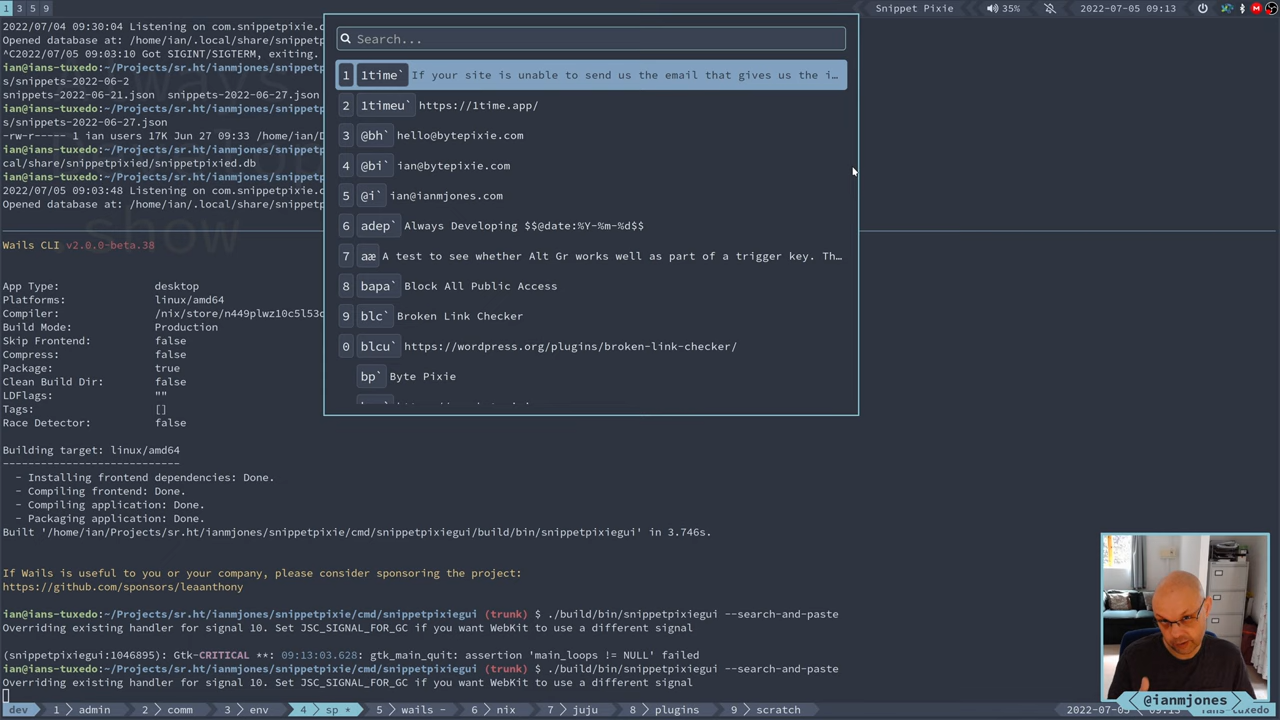 1 3 5 9
Snippet Pixie
35%
2022-07-05 09:13
2022/07/04 09:30:04 Listening on com.snippetpix
Opened database at: /home/ian/.local/share/snip
^C2022/07/05 09:03:10 Got SIGINT/SIGTERM, exiting.
ian@ians-tuxedo:~/Projects/sr.ht/ianmjones/snip
s/snippets-2022-06-2
snippets-2022-06-21.json snippets-2022-06-27.json
ian@ians-tuxedo:~/Projects/sr.ht/ianmjones/snip
s/snippets-2022-06-27.json
-rw-r----- 1 ian users 17K Jun 27 09:33 /home/ian/D
ian@ians-tuxedo:~/Projects/sr.ht/ianmjones/snip
cal/share/snippetpixied/snippetpixied.db
2022/07/05 09:03:48 Listening on com.snippetpix
Opened database at: /home/ian/.local/share/snip
show
Search...
1 1time` If your site is unable to send us the email that gives us the i…
2 1timeu` https://1time.app/
3 @bh` hello@bytepixie.com
4 @bi` ian@bytepixie.com
5 @i` ian@ianmjones.com
6 adep` Always Developing $$@date:%Y-%m-%d$$
7 aæ A test to see whether Alt Gr works well as part of a trigger key. Th…
8 bapa` Block All Public Access
9 blc` Broken Link Checker
0 blcu` https://wordpress.org/plugins/broken-link-checker/
bp` Byte Pixie
Wails CLI v2.0.0-beta.38
App Type: desktop
Platforms: linux/amd64
Compiler: /nix/store/n449plwz10c5l53
Build Mode: Production
Skip Frontend: false
Compress: false
Package: true
Clean Build Dir: false
LDFlags: ""
Tags: []
Race Detector: false
Building target: linux/amd64
------------------------------
- Installing frontend dependencies: Done.
- Compiling frontend: Done.
- Compiling application: Done.
- Packaging application: Done.
Built '/home/ian/Projects/sr.ht/ianmjones/snippetpixie/cmd/snippetpixiegui/build/bin/snippetpixiegui' in 3.746s.
If Wails is useful to you or your company, please consider sponsoring the project:
https://github.com/sponsors/leaanthony
ian@ians-tuxedo:~/Projects/sr.ht/ianmjones/snippetpixie/cmd/snippetpixiegui (trunk) $ ./build/bin/snippetpixiegui --search-and-paste
Overriding existing handler for signal 10. Set JSC_SIGNAL_FOR_GC if you want WebKit to use a different signal
(snippetpixiegui:1046895): Gtk-CRITICAL **: 09:13:03.628: gtk_main_quit: assertion 'main_loops != NULL' failed
ian@ians-tuxedo:~/Projects/sr.ht/ianmjones/snippetpixie/cmd/snippetpixiegui (trunk) $ ./build/bin/snippetpixiegui --search-and-paste
Overriding existing handler for signal 10. Set JSC_SIGNAL_FOR_GC if you want WebKit to use a different signal
@ianmjones
dev 1 admin 2 comm 3 env 4 sp * 5 wails - 6 nix 7 juju 8 plugins 9 scratch